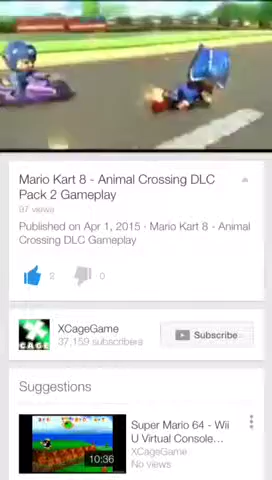 Mario Kart 8 - Animal Crossing DLC
Pack 2 Gameplay
97 views
Published on Apr 1, 2015 · Mario Kart 8 - Animal
Crossing DLC Gameplay
2
0
X
CAGE
XCageGame
37,159 subscribers
Subscribe
Suggestions
Super Mario 64 - Wii
U Virtual Console...
XCageGame
No views
10:36